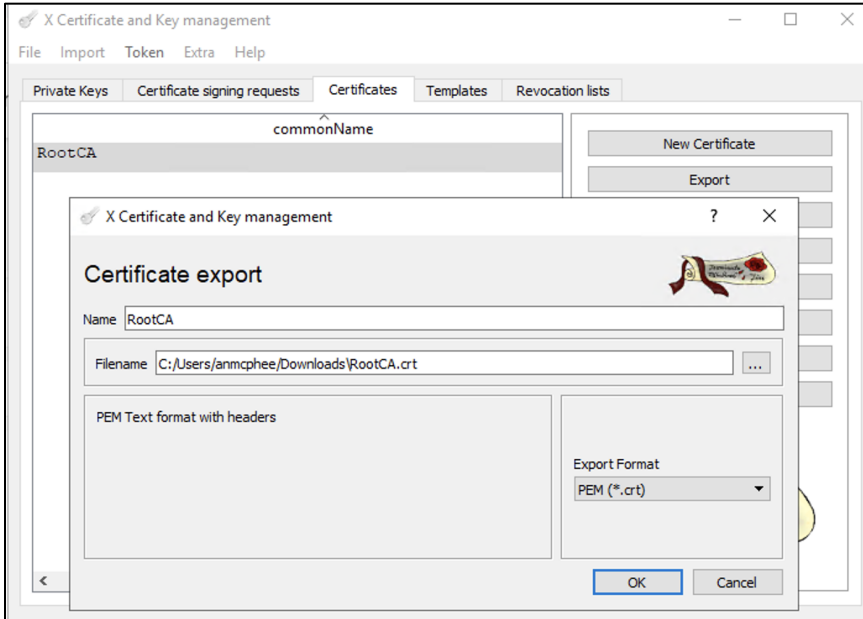 X Certificate and Key management
File Import Token Extra Help
Private Keys Certificate signing requests Certificates Templates Revocation lists
commonName
RootCA
New Certificate
Export
X Certificate and Key management
?
Certificate export
Name RootCA
Filename C:/Users/anmcphee/Downloads\RootCA.crt
...
PEM Text format with headers
Export Format
PEM (*.crt)
OK Cancel